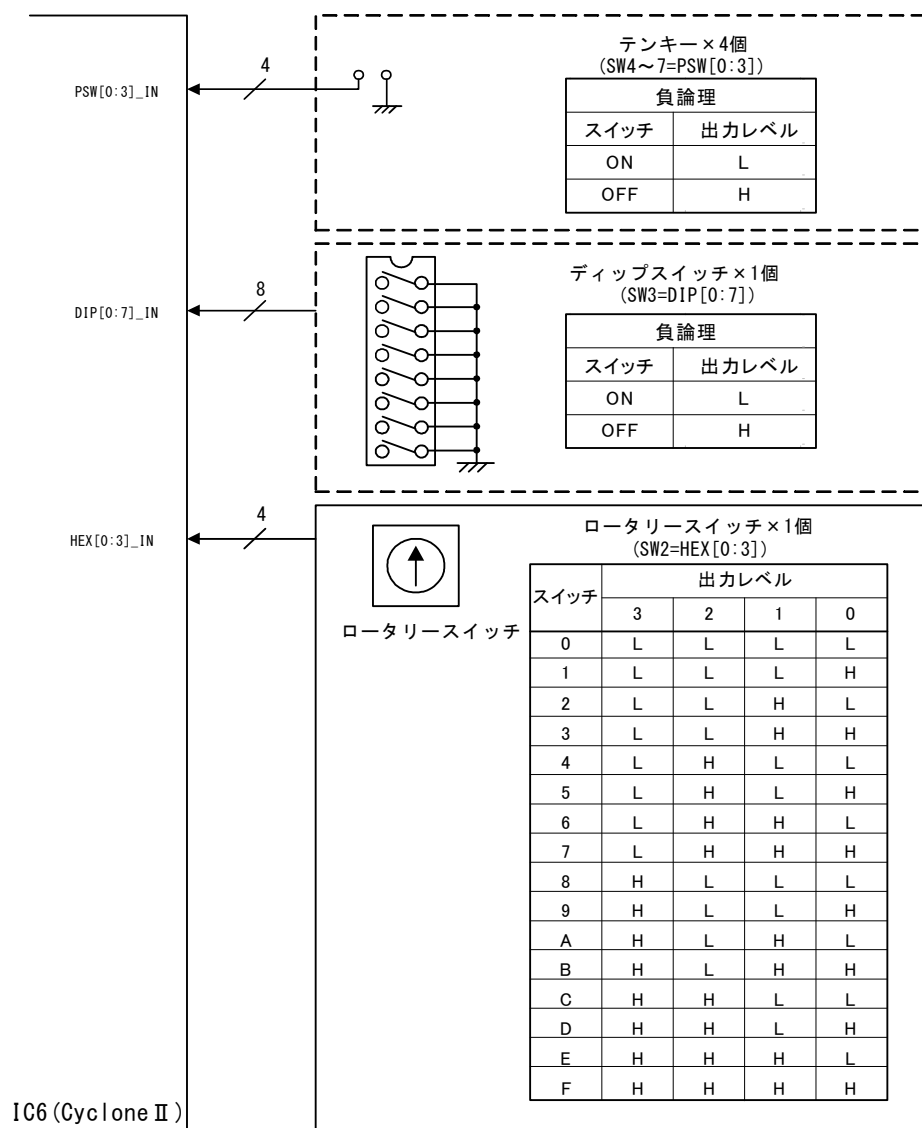 テンキー×4個
(SW4～7=PSW[0:3])
4
PSW[0:3]_IN
負論理
スイッチ 出力レベル
ON L
OFF H
ディップスイッチ×1個
(SW3=DIP[0:7])
8
DIP[0:7]_IN
負論理
スイッチ 出力レベル
ON L
OFF H
4
HEX[0:3]_IN
ロータリースイッチ
ロータリースイッチ×1個
(SW2=HEX[0:3])
スイッチ 出力レベル
3 2 1 0
0 L L L L
1 L L L H
2 L L H L
3 L L H H
4 L H L L
5 L H L H
6 L H H L
7 L H H H
8 H L L L
9 H L L H
A H L H L
B H L H H
C H H L L
D H H L H
E H H H L
F H H H H
IC6(CycloneⅡ)